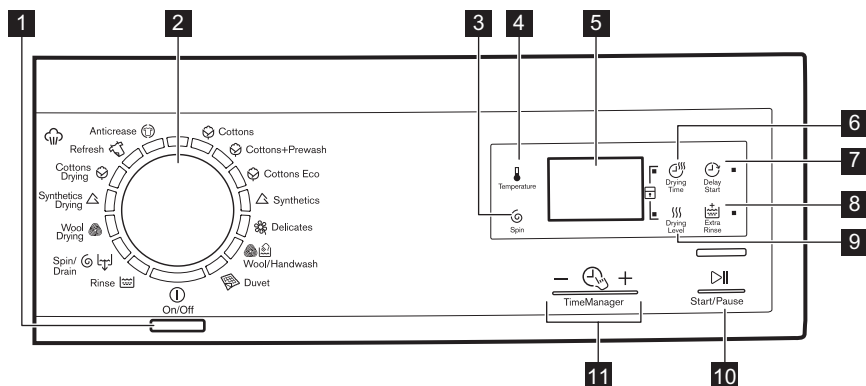 1
2
3
4
5
6
7
8
9
10
11
Anticrease
Refresh
Cottons
Drying
Synthetics
Drying
Wool
Drying
Spin/
Drain
Rinse
Cottons
Cottons+Prewash
Cottons Eco
Synthetics
Delicates
Wool/Handwash
Duvet
On/Off
Temperature
Spin
Drying
Time
Delay
Start
Drying
Level
Extra
Rinse
− +
TimeManager
Start/Pause